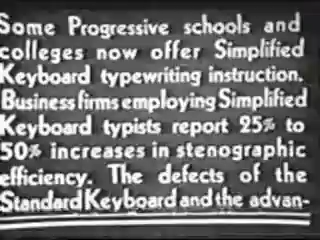 Some Progressive schools and
colleges now offer Simplified
Keyboard typewriting instruction.
Business firms employing Simplified
Keyboard typists report 25% to
50% increases in stenographic
efficiency. The defects of the
Standard Keyboard and the advan-